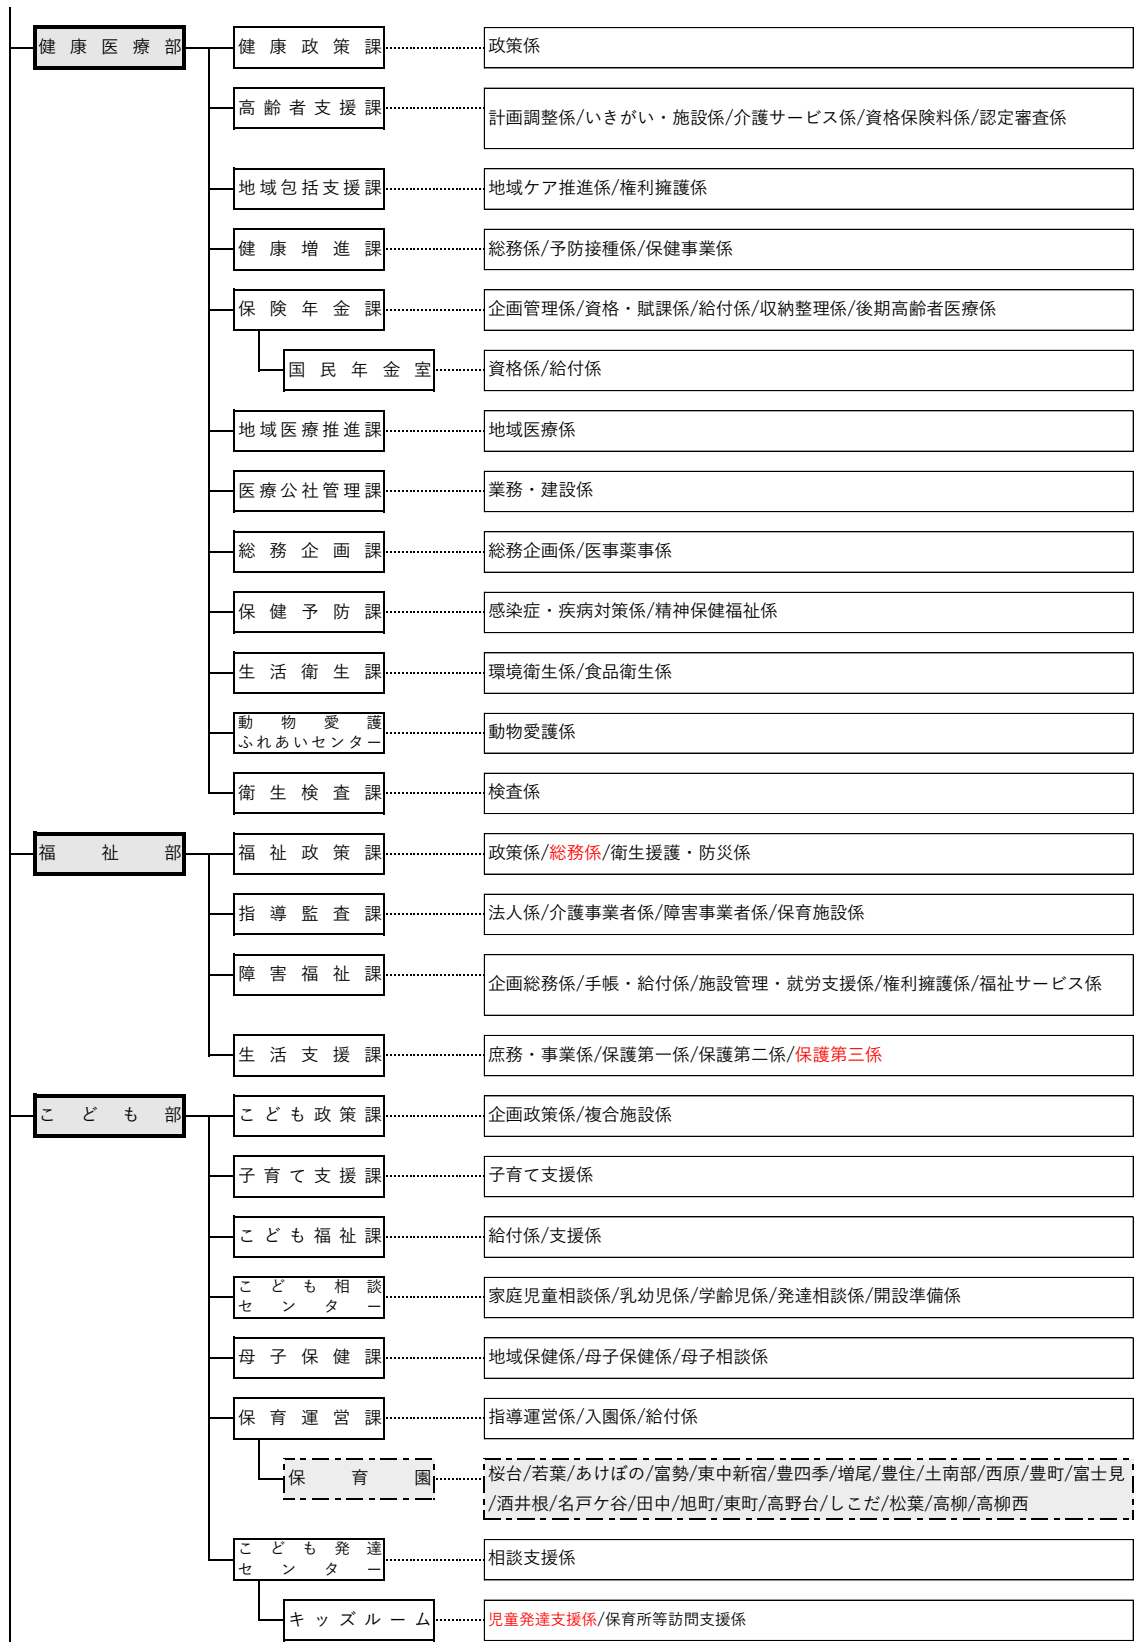 健康医療部 健康政策課 政策係
高齢者支援課 計画調整係/いきがい・施設係/介護サービス係/資格保険料係/認定審査係
地域包括支援課 地域ケア推進係/権利擁護係
健康増進課 総務係/予防接種係/保健事業係
保険年金課 企画管理係/資格・賦課係/給付係/収納整理係/後期高齢者医療係
国民年金室 資格係/給付係
地域医療推進課 地域医療係
医療公社管理課 業務・建設係
総務企画課 総務企画係/医事薬事係
保健予防課 感染症・疾病対策係/精神保健福祉係
生活衛生課 環境衛生係/食品衛生係
動物愛護
ふれあいセンター 動物愛護係
衛生検査課 検査係
福祉部 福祉政策課 政策係/総務係/衛生援護・防災係
指導監査課 法人係/介護事業者係/障害事業者係/保育施設係
障害福祉課 企画総務係/手帳・給付係/施設管理・就労支援係/権利擁護係/福祉サービス係
生活支援課 庶務・事業係/保護第一係/保護第二係/保護第三係
こども部 こども政策課 企画政策係/複合施設係
子育て支援課 子育て支援係
こども福祉課 給付係/支援係
こども相談
センター 家庭児童相談係/乳幼児係/学齢児係/発達相談係/開設準備係
母子保健課 地域保健係/母子保健係/母子相談係
保育運営課 指導運営係/入園係/給付係
保育園 桜台/若葉/あけぼの/富勢/東中新宿/豊四季/増尾/豊住/土南部/西原/豊町/富士見
/酒井根/名戸ケ谷/田中/旭町/東町/高野台/しこだ/松葉/高柳/高柳西
こども発達
センター 相談支援係
キッズルーム 児童発達支援係/保育所等訪問支援係